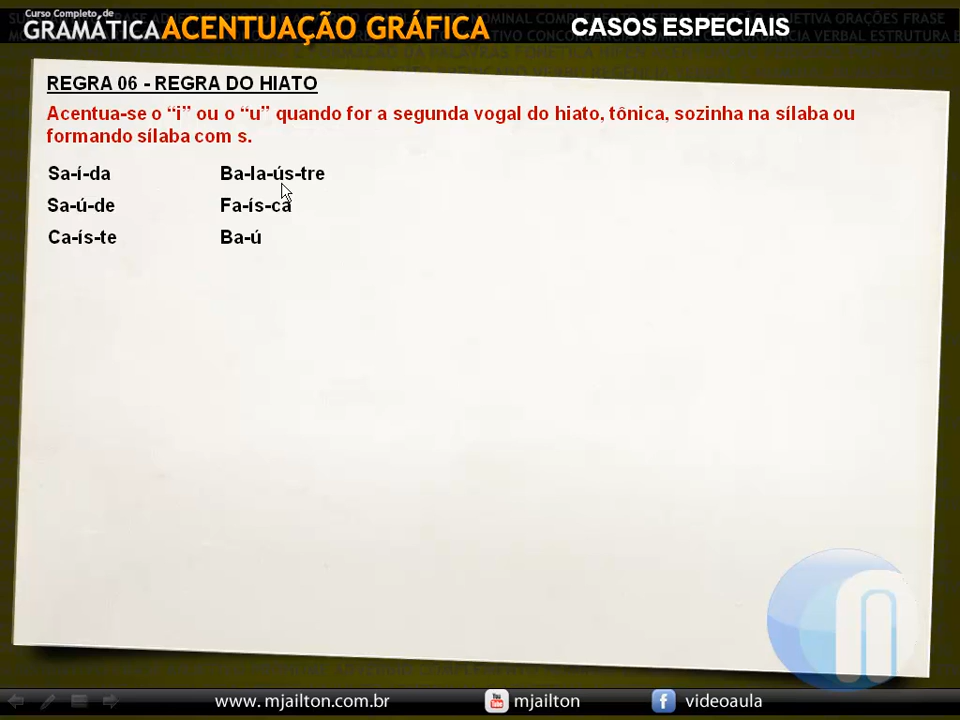 Curso Completo de
GRAMÁTICA ACENTUAÇÃO GRÁFICA
CASOS ESPECIAIS
REGRA 06 - REGRA DO HIATO
Acentua-se o “i” ou o “u” quando for a segunda vogal do hiato, tônica, sozinha na sílaba ou
formando sílaba com s.
Sa-í-da Ba-la-ús-tre
Sa-ú-de Fa-ís-ca
Ca-ís-te Ba-ú
www. mjailton.com.br You Tube mjailton f videoaula